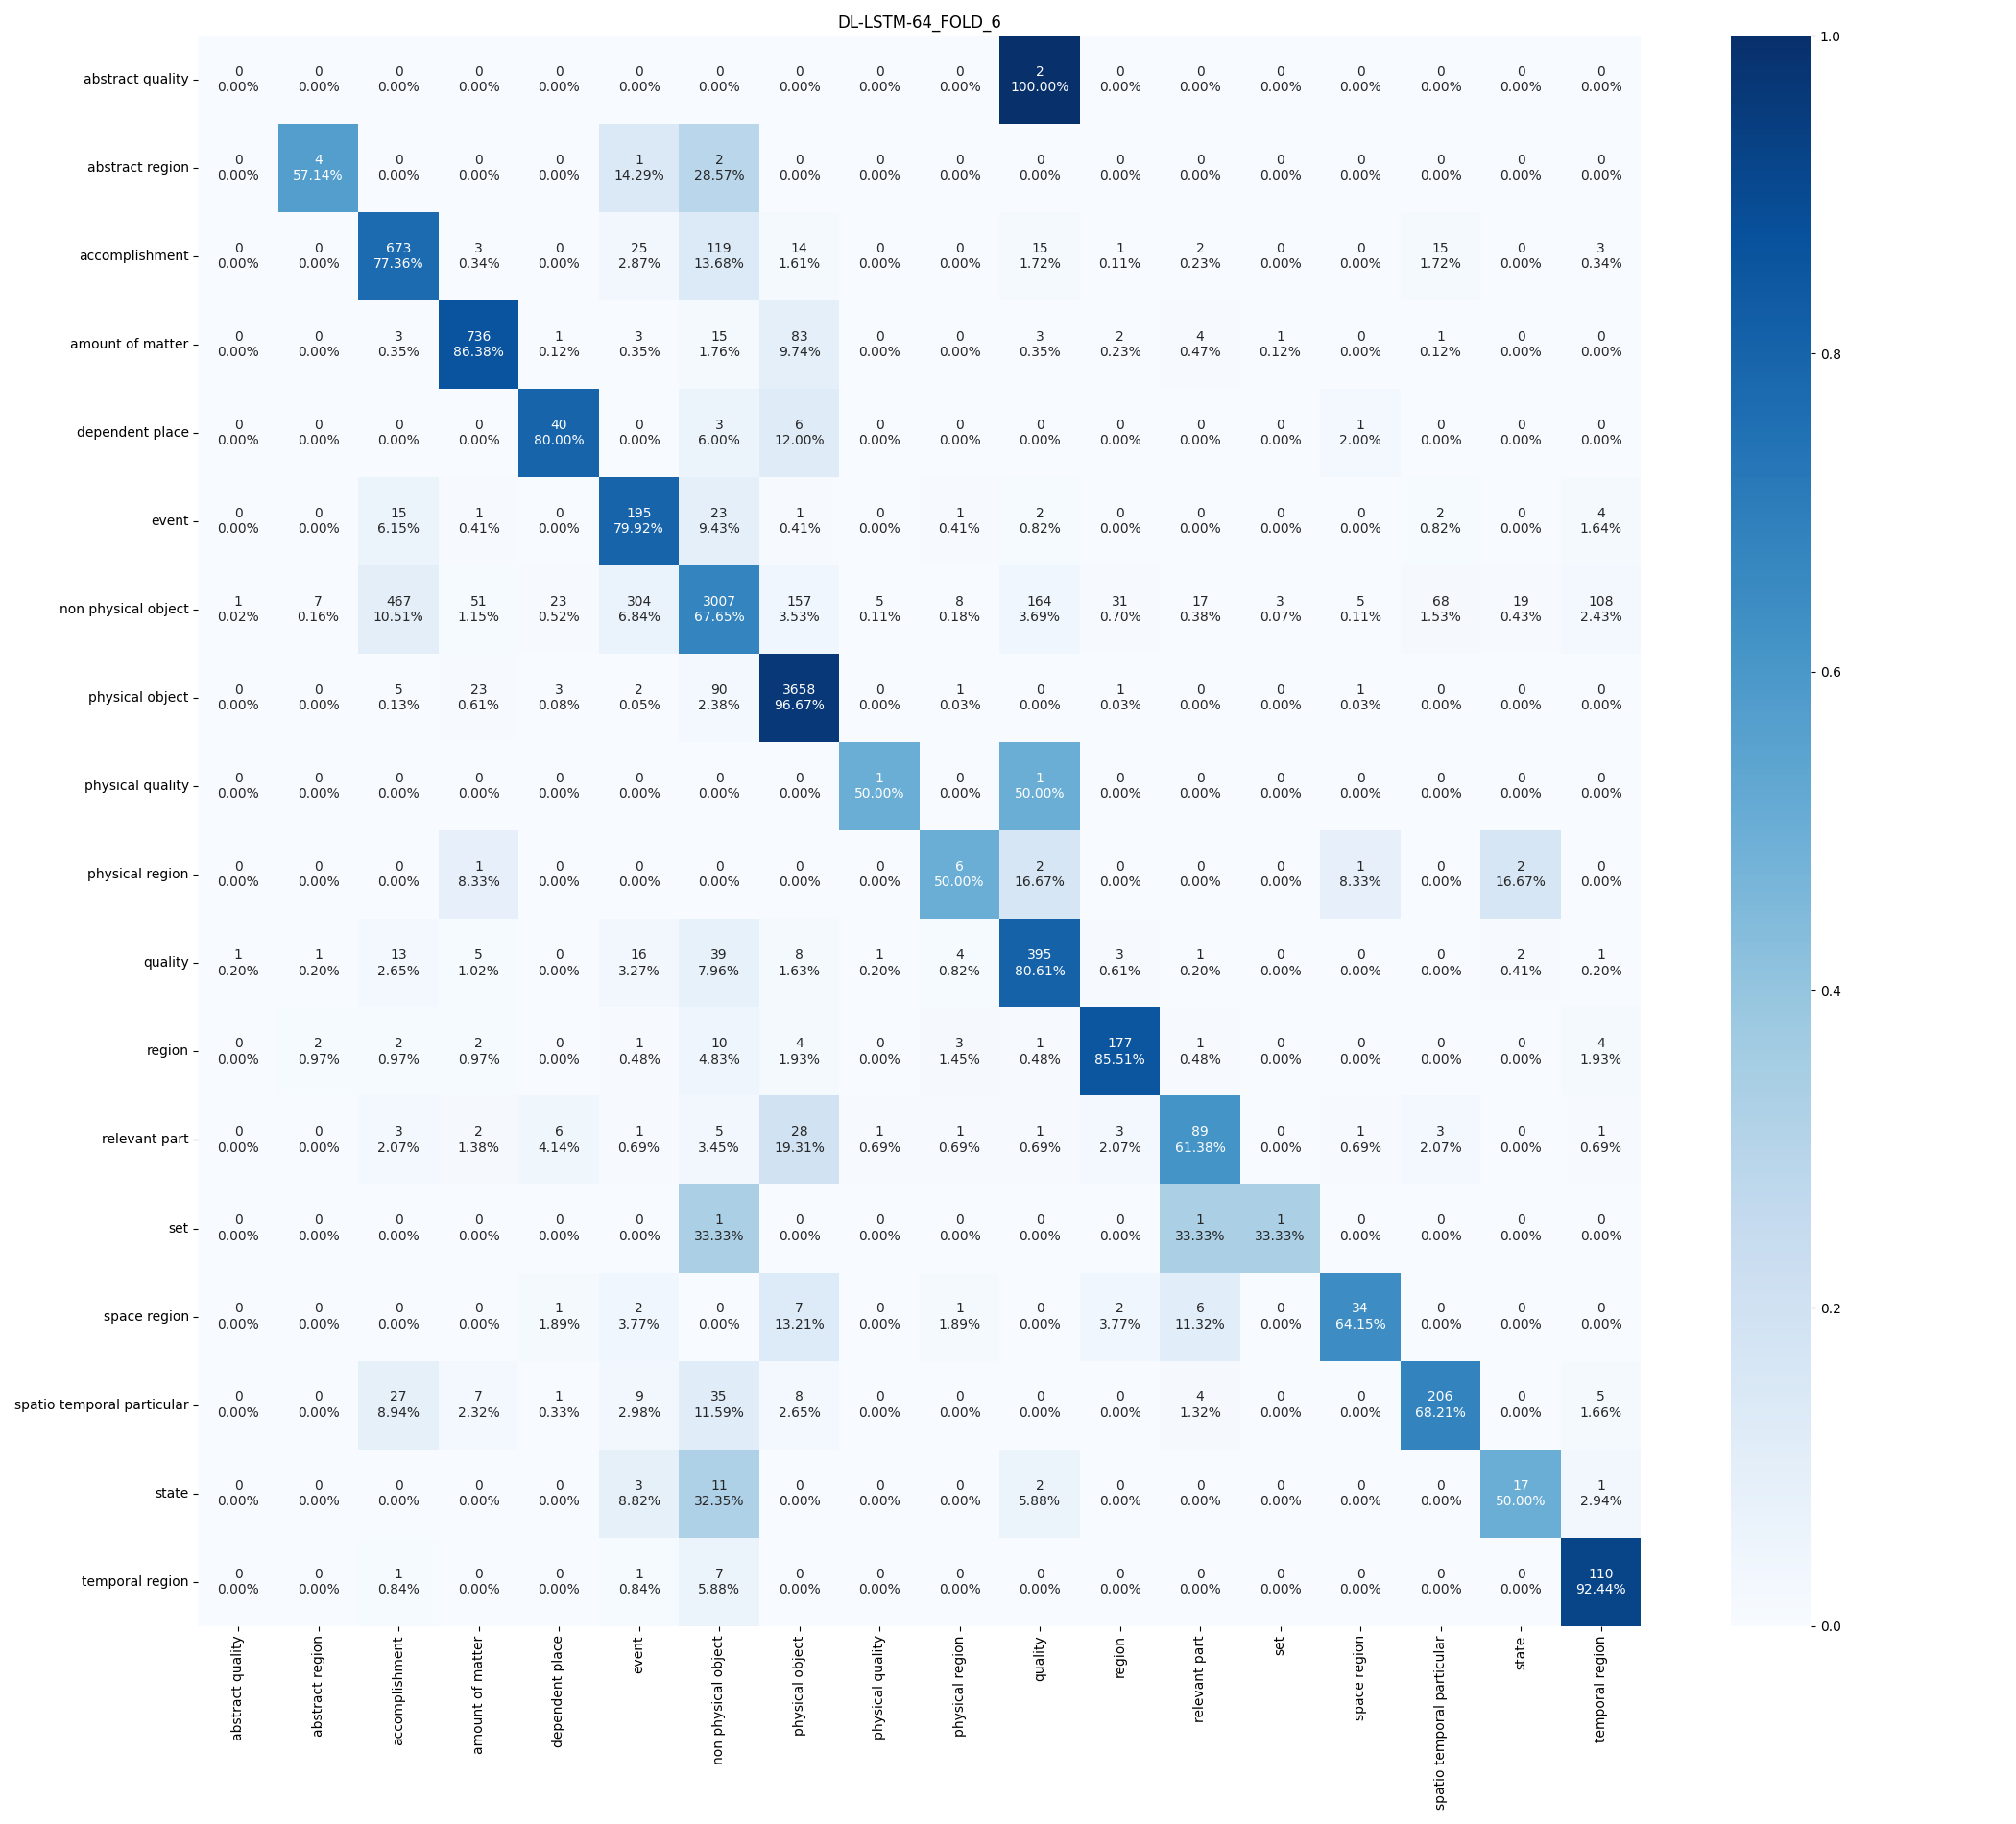 DL-LSTM-64_FOLD_6
abstract quality 0 0 0 0 0 0 0 0 0 0 2 0 0 0 0 0 0 0 1.0
0.00% 0.00% 0.00% 0.00% 0.00% 0.00% 0.00% 0.00% 0.00% 0.00% 100.00% 0.00% 0.00% 0.00% 0.00% 0.00% 0.00% 0.00%
abstract region 0 4 0 0 0 1 2 0 0 0 0 0 0 0 0 0 0 0
0.00% 57.14% 0.00% 0.00% 0.00% 14.29% 28.57% 0.00% 0.00% 0.00% 0.00% 0.00% 0.00% 0.00% 0.00% 0.00% 0.00% 0.00%
accomplishment 0 0 673 3 0 25 119 14 0 0 15 1 2 0 0 15 0 3
0.00% 0.00% 77.36% 0.34% 0.00% 2.87% 13.68% 1.61% 0.00% 0.00% 1.72% 0.11% 0.23% 0.00% 0.00% 1.72% 0.00% 0.34%
amount of matter 0 0 3 736 1 3 15 83 0 0 3 2 4 1 0 1 0 0
0.00% 0.00% 0.35% 86.38% 0.12% 0.35% 1.76% 9.74% 0.00% 0.00% 0.35% 0.23% 0.47% 0.12% 0.00% 0.12% 0.00% 0.00% 0.8
dependent place 0 0 0 0 40 0 3 6 0 0 0 0 0 0 1 0 0 0
0.00% 0.00% 0.00% 0.00% 80.00% 0.00% 6.00% 12.00% 0.00% 0.00% 0.00% 0.00% 0.00% 0.00% 2.00% 0.00% 0.00% 0.00%
event 0 0 15 1 0 195 23 1 0 1 2 0 0 0 0 2 0 4
0.00% 0.00% 6.15% 0.41% 0.00% 79.92% 9.43% 0.41% 0.00% 0.41% 0.82% 0.00% 0.00% 0.00% 0.00% 0.82% 0.00% 1.64%
non physical object 1 7 467 51 23 304 3007 157 5 8 164 31 17 3 5 68 19 108
0.02% 0.16% 10.51% 1.15% 0.52% 6.84% 67.65% 3.53% 0.11% 0.18% 3.69% 0.70% 0.38% 0.07% 0.11% 1.53% 0.43% 2.43%
0.6
physical object 0 0 5 23 3 2 90 3658 0 1 0 1 0 0 1 0 0 0
0.00% 0.00% 0.13% 0.61% 0.08% 0.05% 2.38% 96.67% 0.00% 0.03% 0.00% 0.03% 0.00% 0.00% 0.03% 0.00% 0.00% 0.00%
physical quality 0 0 0 0 0 0 0 0 1 0 1 0 0 0 0 0 0 0
0.00% 0.00% 0.00% 0.00% 0.00% 0.00% 0.00% 0.00% 50.00% 0.00% 50.00% 0.00% 0.00% 0.00% 0.00% 0.00% 0.00% 0.00%
physical region 0 0 0 1 0 0 0 0 0 6 2 0 0 0 1 0 2 0
0.00% 0.00% 0.00% 8.33% 0.00% 0.00% 0.00% 0.00% 0.00% 50.00% 16.67% 0.00% 0.00% 0.00% 8.33% 0.00% 16.67% 0.00%
quality 1 1 13 5 0 16 39 8 1 4 395 3 1 0 0 0 2 1
0.20% 0.20% 2.65% 1.02% 0.00% 3.27% 7.96% 1.63% 0.20% 0.82% 80.61% 0.61% 0.20% 0.00% 0.00% 0.00% 0.41% 0.20%
0.4
region 0 2 2 2 0 1 10 4 0 3 1 177 1 0 0 0 0 4
0.00% 0.97% 0.97% 0.97% 0.00% 0.48% 4.83% 1.93% 0.00% 1.45% 0.48% 85.51% 0.48% 0.00% 0.00% 0.00% 0.00% 1.93%
relevant part 0 0 3 2 6 1 5 28 1 1 1 3 89 0 1 3 0 1
0.00% 0.00% 2.07% 1.38% 4.14% 0.69% 3.45% 19.31% 0.69% 0.69% 0.69% 2.07% 61.38% 0.00% 0.69% 2.07% 0.00% 0.69%
set 0 0 0 0 0 0 1 0 0 0 0 0 1 1 0 0 0 0
0.00% 0.00% 0.00% 0.00% 0.00% 0.00% 33.33% 0.00% 0.00% 0.00% 0.00% 0.00% 33.33% 33.33% 0.00% 0.00% 0.00% 0.00%
space region 0 0 0 0 1 2 0 7 0 1 0 2 6 0 34 0 0 0 0.2
0.00% 0.00% 0.00% 0.00% 1.89% 3.77% 0.00% 13.21% 0.00% 1.89% 0.00% 3.77% 11.32% 0.00% 64.15% 0.00% 0.00% 0.00%
spatio temporal particular 0 0 27 7 1 9 35 8 0 0 0 0 4 0 0 206 0 5
0.00% 0.00% 8.94% 2.32% 0.33% 2.98% 11.59% 2.65% 0.00% 0.00% 0.00% 0.00% 1.32% 0.00% 0.00% 68.21% 0.00% 1.66%
state 0 0 0 0 0 3 11 0 0 0 2 0 0 0 0 0 17 1
0.00% 0.00% 0.00% 0.00% 0.00% 8.82% 32.35% 0.00% 0.00% 0.00% 5.88% 0.00% 0.00% 0.00% 0.00% 0.00% 50.00% 2.94%
temporal region 0 0 1 0 0 1 7 0 0 0 0 0 0 0 0 0 0 110
0.00% 0.00% 0.84% 0.00% 0.00% 0.84% 5.88% 0.00% 0.00% 0.00% 0.00% 0.00% 0.00% 0.00% 0.00% 0.00% 0.00% 92.44%
0.0
abstract quality
abstract region
accomplishment
amount of matter
dependent place
event
non physical object
physical object
physical quality
physical region
quality
region
relevant part
set
space region
spatio temporal particular
state
temporal region